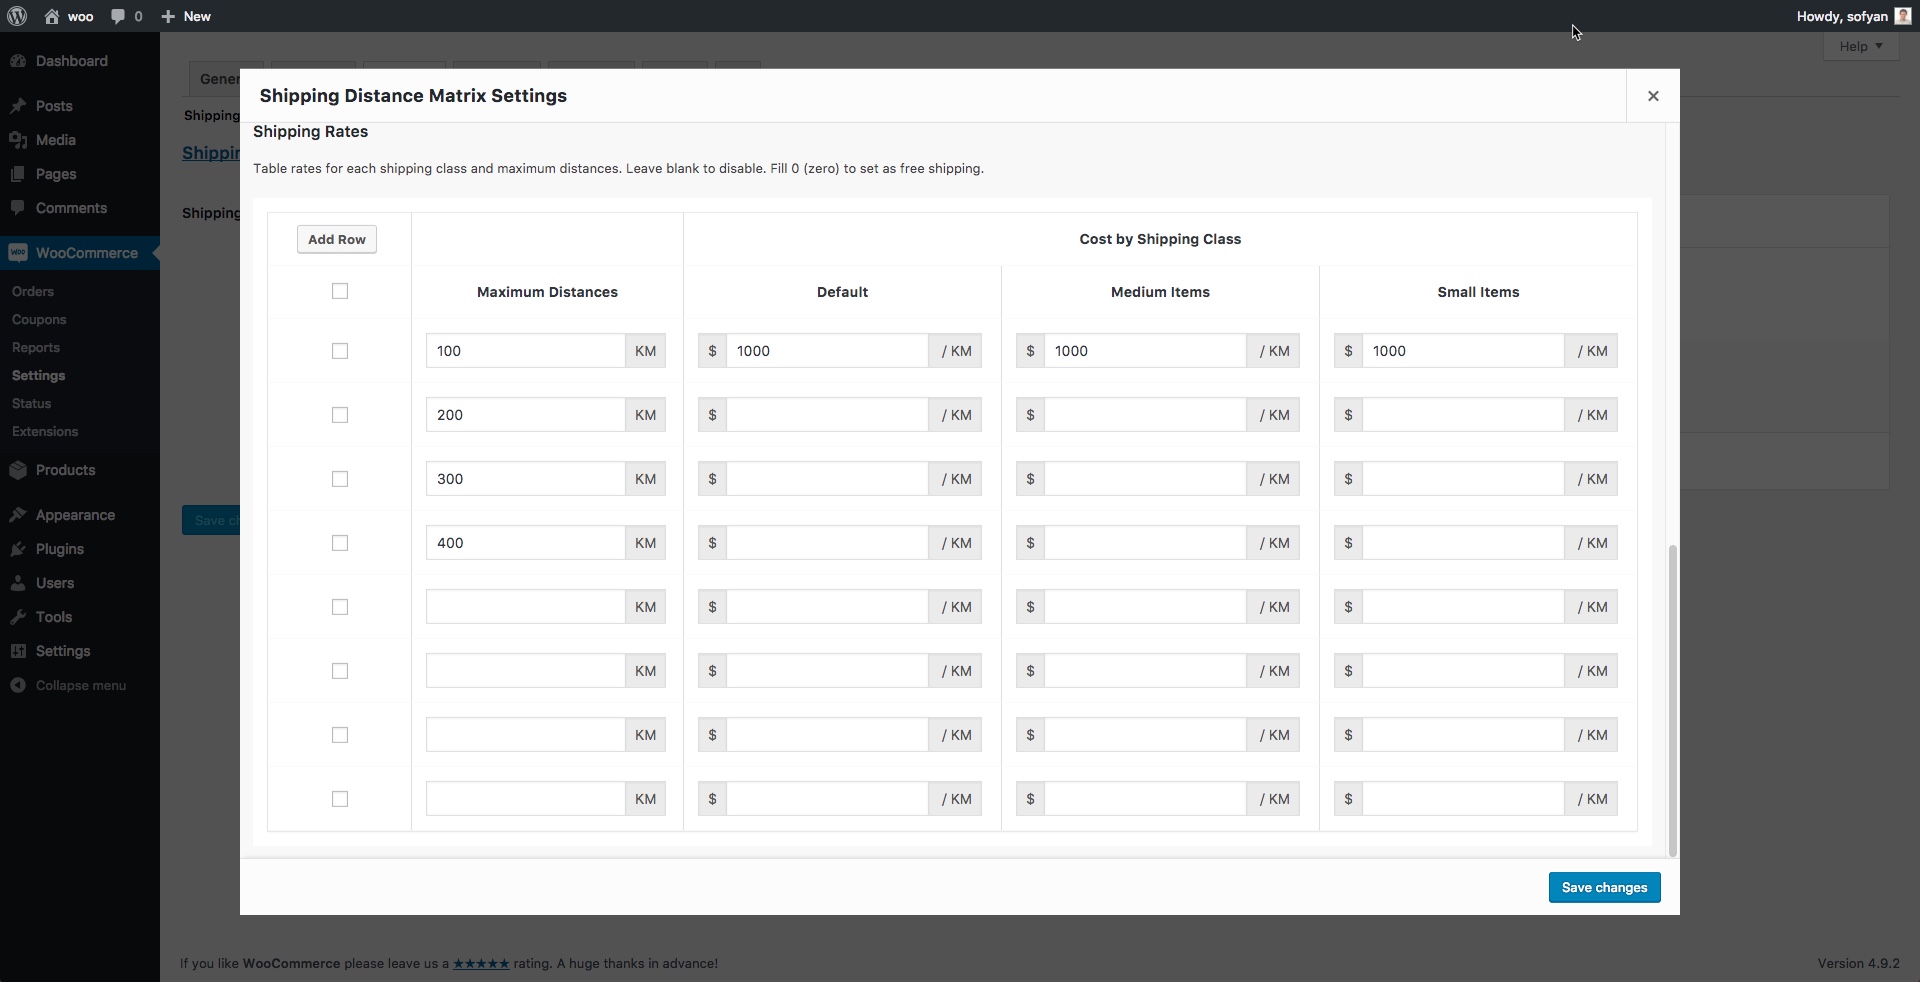 woo 0 New Howdy, sofyan
Help
Dashboard
Posts
Media
Pages
Comments
WooCommerce
Orders
Coupons
Reports
Settings
Status
Extensions
Products
Appearance
Plugins
Users
Tools
Settings
Collapse menu
Shipping
Shipping
Shipping Distance Matrix Settings
Shipping Rates
Table rates for each shipping class and maximum distances. Leave blank to disable. Fill 0 (zero) to set as free shipping.
Add Row Cost by Shipping Class
Maximum Distances Default Medium Items Small Items
100 KM $ 1000 / KM $ 1000 / KM $ 1000 / KM
200 KM $ / KM $ / KM $ / KM
300 KM $ / KM $ / KM $ / KM
400 KM $ / KM $ / KM $ / KM
KM $ / KM $ / KM $ / KM
KM $ / KM $ / KM $ / KM
KM $ / KM $ / KM $ / KM
KM $ / KM $ / KM $ / KM
Save changes
If you like WooCommerce please leave us a ★★★★★ rating. A huge thanks in advance!
Version 4.9.2